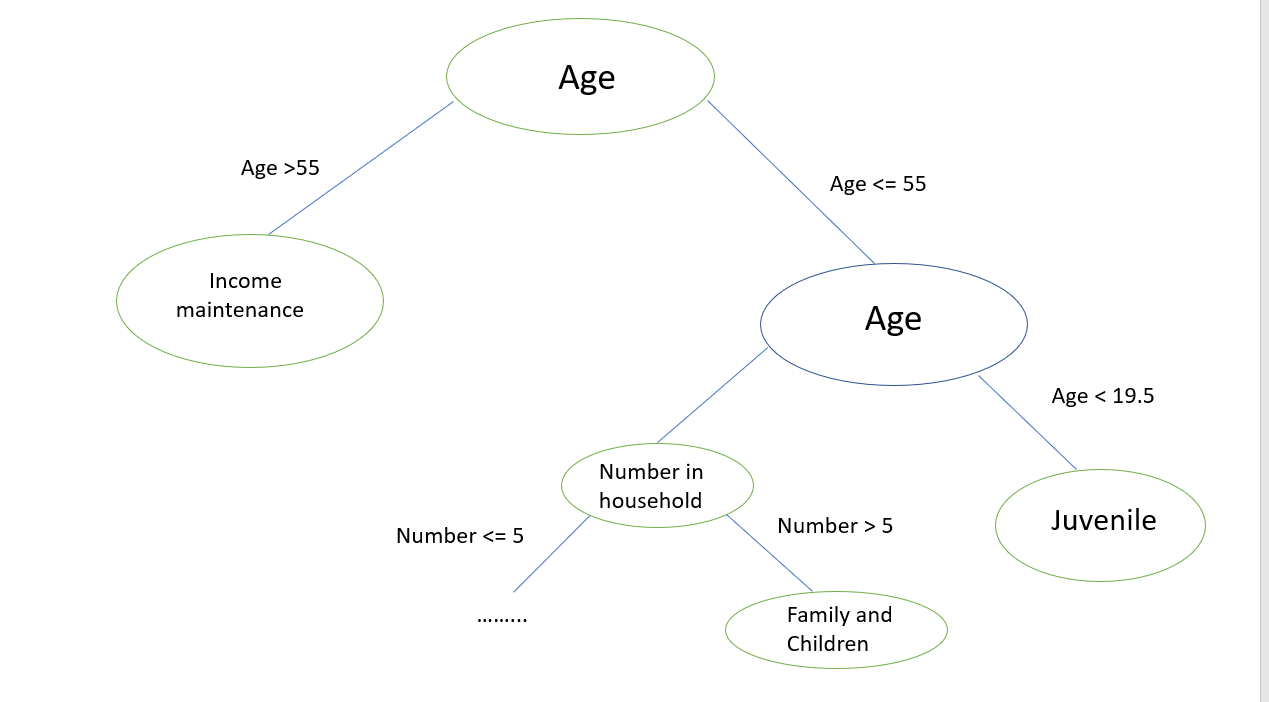 Age
Age >55
Age <= 55
Income
maintenance
Age
Age < 19.5
Number in
household
Juvenile
Number <= 5
Number > 5
.........
Family and
Children